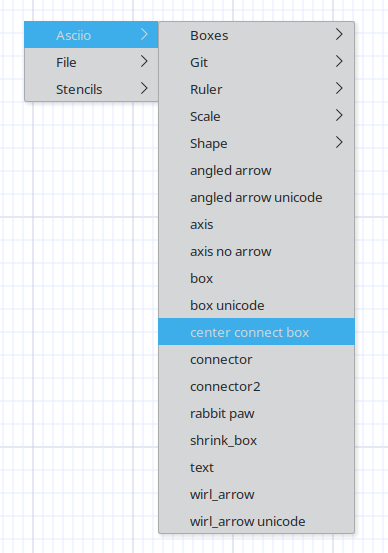 Asciio
File
Stencils
Boxes
Git
Ruler
Scale
Shape
angled arrow
angled arrow unicode
axis
axis no arrow
box
box unicode
center connect box
connector
connector2
rabbit paw
shrink_box
text
wirl_arrow
wirl_arrow unicode